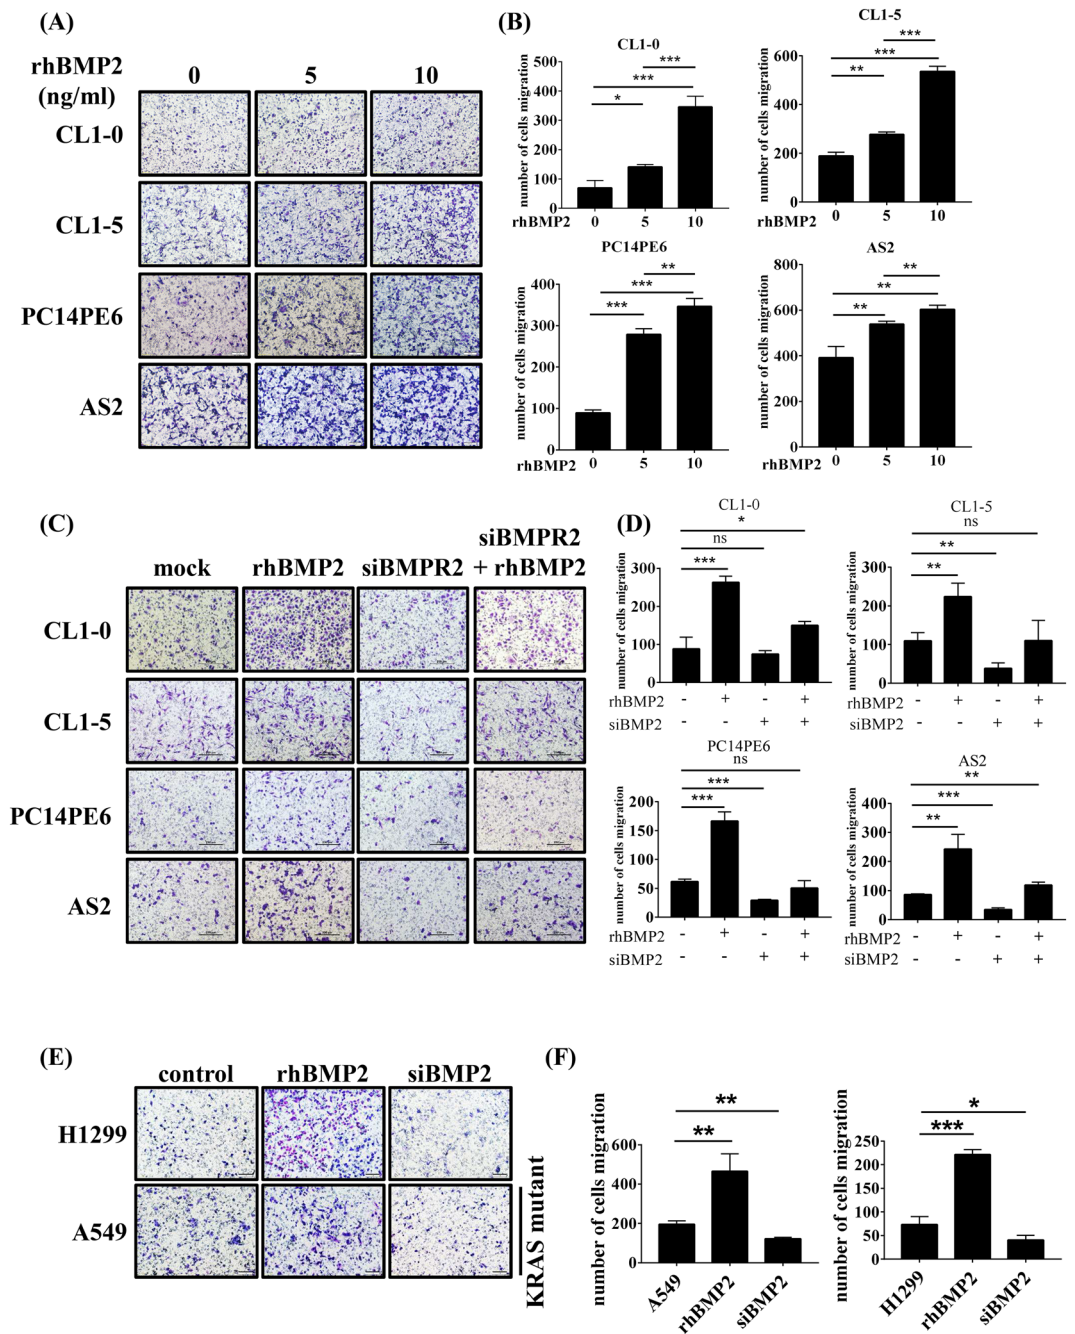 (A)
rhBMP2
(ng/ml)
0 5 10
CL1-0
CL1-5
PC14PE6
AS2
(B)
CL1-0
number of cells migration
500
400
300
200
100
0
*
***
***
rhBMP2 0 5 10
CL1-5
number of cells migration
600
400
200
0
**
***
***
rhBMP2 0 5 10
PC14PE6
number of cells migration
400
300
200
100
0
***
***
**
rhBMP2 0 5 10
AS2
number of cells migration
800
600
400
200
0
**
**
**
rhBMP2 0 5 10
(C)
mock rhBMP2 siBMPR2 siBMPR2
+ rhBMP2
CL1-0
CL1-5
PC14PE6
AS2
(D)
CL1-0
number of cells migration
300
200
100
0
*
ns
***
rhBMP2 - + - +
siBMP2 - - + +
CL1-5
number of cells migration
300
200
100
0
ns
**
**
rhBMP2 - + - +
siBMP2 - - + +
PC14PE6
number of cells migration
200
150
100
50
0
ns
***
***
rhBMP2 - + - +
siBMP2 - - + +
AS2
number of cells migration
400
300
200
100
0
**
***
**
rhBMP2 - + - +
siBMP2 - - + +
(E)
control rhBMP2 siBMP2
H1299
A549
KRAS mutant
(F)
number of cells migration
600
400
200
0
**
**
A549 rhBMP2 siBMP2
number of cells migration
250
200
150
100
50
0
*
***
H1299 rhBMP2 siBMP2